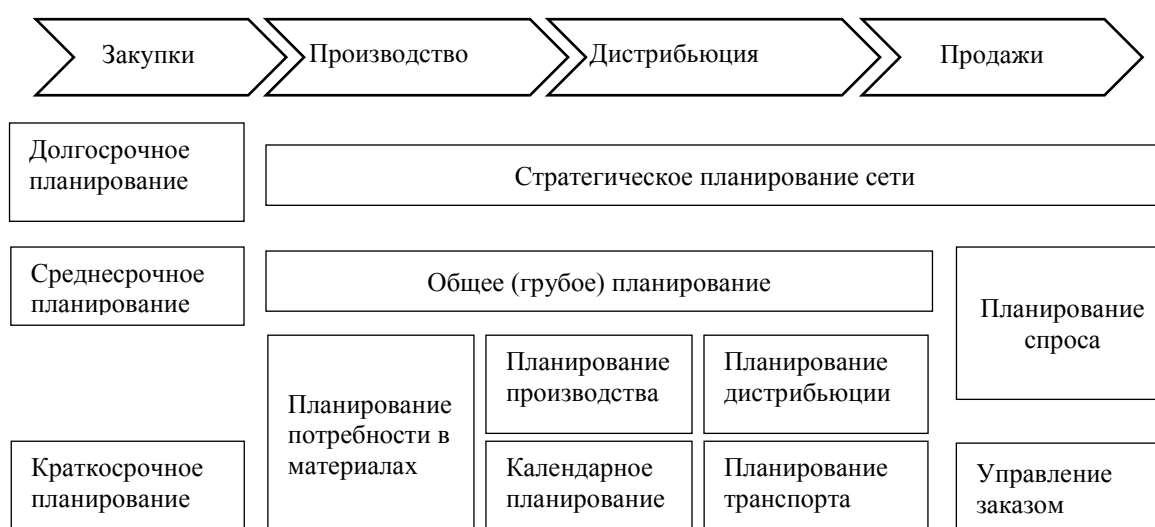 Закупки
Производство
Дистрибьюция
Продажи
Долгосрочное
планирование
Стратегическое планирование сети
Среднесрочное
планирование
Общее (грубое) планирование
Планирование
спроса
Планирование
потребности в
материалах
Планирование
производства
Планирование
дистрибьюции
Краткосрочное
планирование
Календарное
планирование
Планирование
транспорта
Управление
заказом